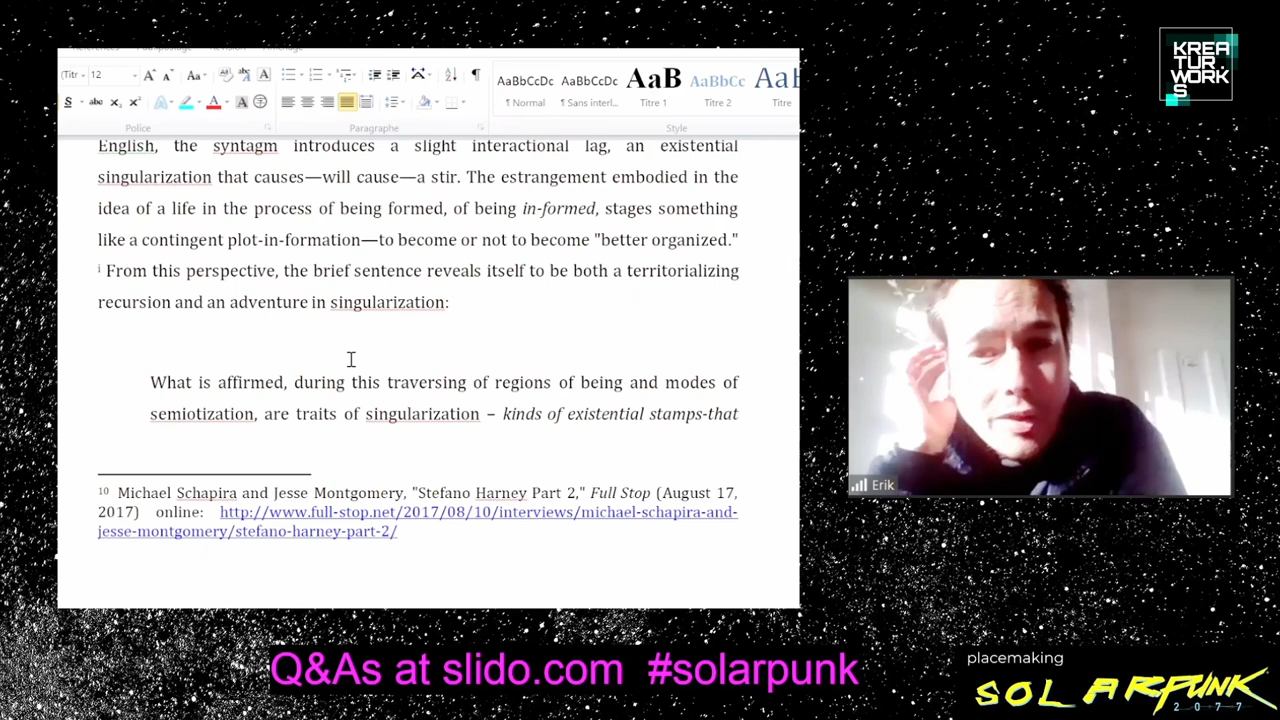 KREA
TUR.
WORK
S
(Titr 12
Aa
AaBbCcDc AaBbCcDc AaB AaBbCc AaB
¶ Normal ¶ Sans interl... Titre 1 Titre 2 Titre
Police Paragraphe Style
English, the syntagm introduces a slight interactional lag, an existential
singularization that causes—will cause—a stir. The estrangement embodied in the
idea of a life in the process of being formed, of being in-formed, stages something
like a contingent plot-in-formation—to become or not to become "better organized."
i From this perspective, the brief sentence reveals itself to be both a territorializing
recursion and an adventure in singularization:
What is affirmed, during this traversing of regions of being and modes of
semiotization, are traits of singularization – kinds of existential stamps-that
10 Michael Schapira and Jesse Montgomery, "Stefano Harney Part 2," Full Stop (August 17,
2017) online: http://www.full-stop.net/2017/08/10/interviews/michael-schapira-and-
jesse-montgomery/stefano-harney-part-2/
Erik
Q&As at slido.com #solarpunk
placemaking
SOLARPUNK
2077